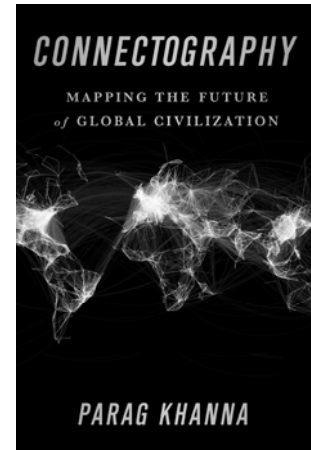 CONNECTOGRAPHY
MAPPING THE FUTURE
of GLOBAL CIVILIZATION
PARAG KHANNA